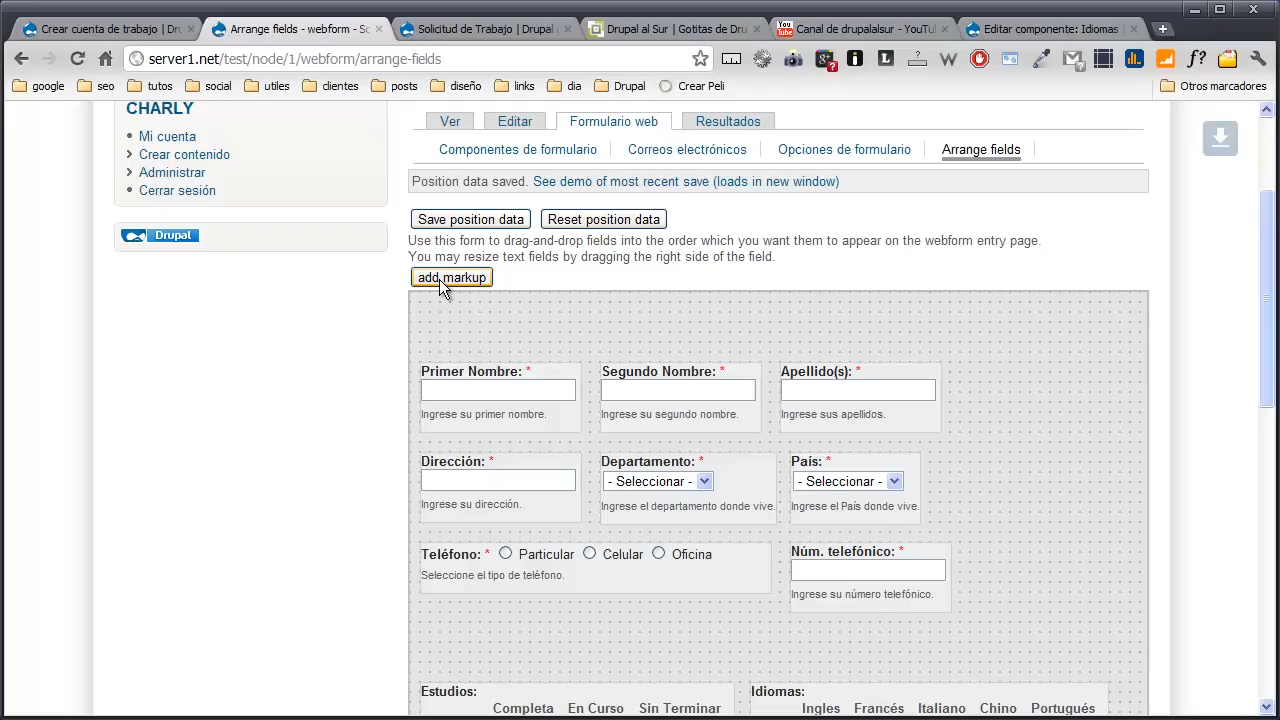 Crear cuenta de trabajo | Dru
Arrange fields - webform - So
Solicitud de Trabajo | Drupal
Drupal al Sur | Gotitas de Dru
Canal de drupalalsur - YouTu
Editar componente: Idiomas |
server1.net/test/node/1/webform/arrange-fields
google seo tutos social utiles clientes posts diseño links dia Drupal Crear Peli Otros marcadores
CHARLY
Mi cuenta
Crear contenido
Administrar
Cerrar sesión
Drupal
Ver Editar Formulario web Resultados
Componentes de formulario Correos electrónicos Opciones de formulario Arrange fields
Position data saved. See demo of most recent save (loads in new window)
Save position data Reset position data
Use this form to drag-and-drop fields into the order which you want them to appear on the webform entry page.
You may resize text fields by dragging the right side of the field.
add markup
Primer Nombre: * Segundo Nombre: * Apellido(s): *
Ingrese su primer nombre. Ingrese su segundo nombre. Ingrese sus apellidos.
Dirección: * Departamento: * País: *
- Seleccionar - - Seleccionar -
Ingrese su dirección. Ingrese el departamento donde vive. Ingrese el País donde vive.
Teléfono: * Particular Celular Oficina Núm. telefónico: *
Seleccione el tipo de teléfono. Ingrese su número telefónico.
Estudios: Idiomas:
Completa En Curso Sin Terminar Ingles Francés Italiano Chino Portugués